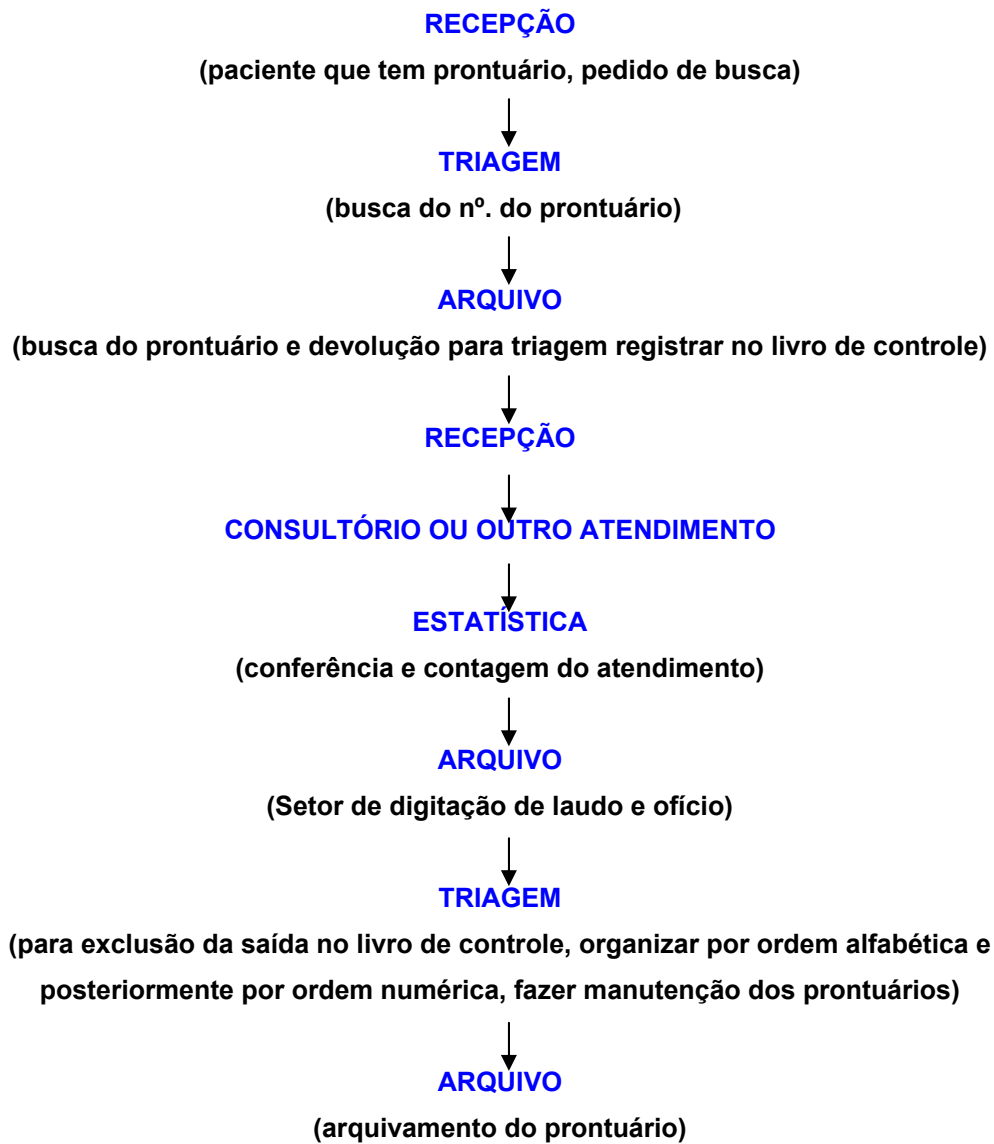 RECEPÇÃO
(paciente que tem prontuário, pedido de busca)
TRIAGEM
(busca do nº. do prontuário)
ARQUIVO
(busca do prontuário e devolução para triagem registrar no livro de controle)
RECEPÇÃO
CONSULTÓRIO OU OUTRO ATENDIMENTO
ESTATÍSTICA
(conferência e contagem do atendimento)
ARQUIVO
(Setor de digitação de laudo e ofício)
TRIAGEM
(para exclusão da saída no livro de controle, organizar por ordem alfabética e
posteriormente por ordem numérica, fazer manutenção dos prontuários)
ARQUIVO
(arquivamento do prontuário)